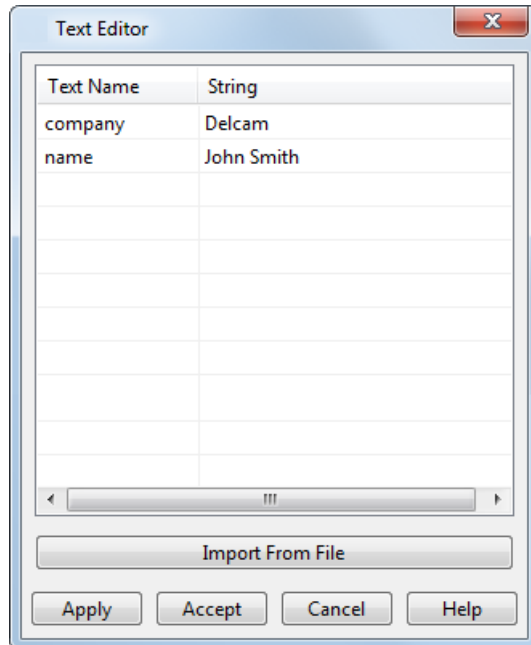 Text Editor
Text Name String
company Delcam
name John Smith
Import From File
Apply Accept Cancel Help